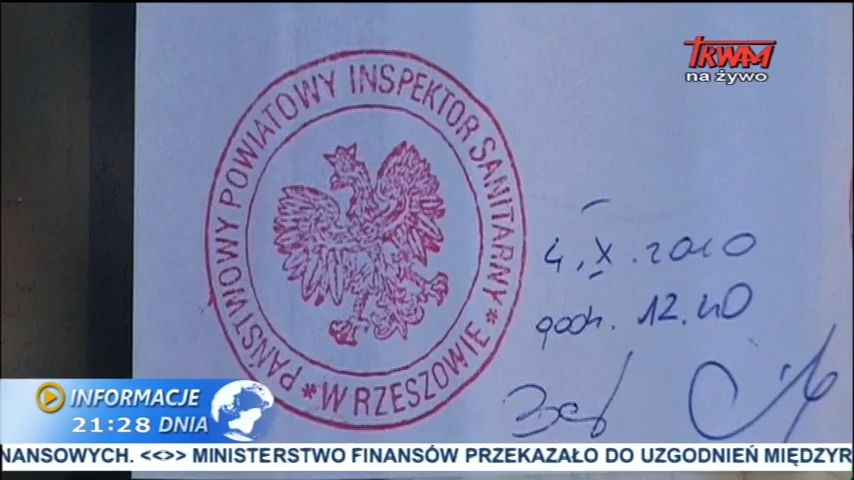 TRWAM
na żywo
PAŃSTWOWY POWIATOWY INSPEKTOR SANITARNY
* W RZESZOWIE *
4. X. 2010
godz. 12.40
INFORMACJE
21:28 DNIA
NANSOWYCH. <<>> MINISTERSTWO FINANSÓW PRZEKAZAŁO DO UZGODNIEŃ MIĘDZYR